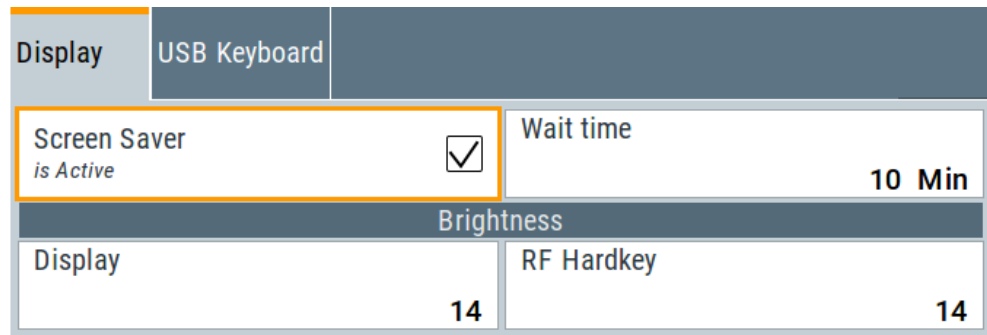 Display
USB Keyboard
Screen Saver
is Active
Wait time
10 Min
Brightness
Display
14
RF Hardkey
14